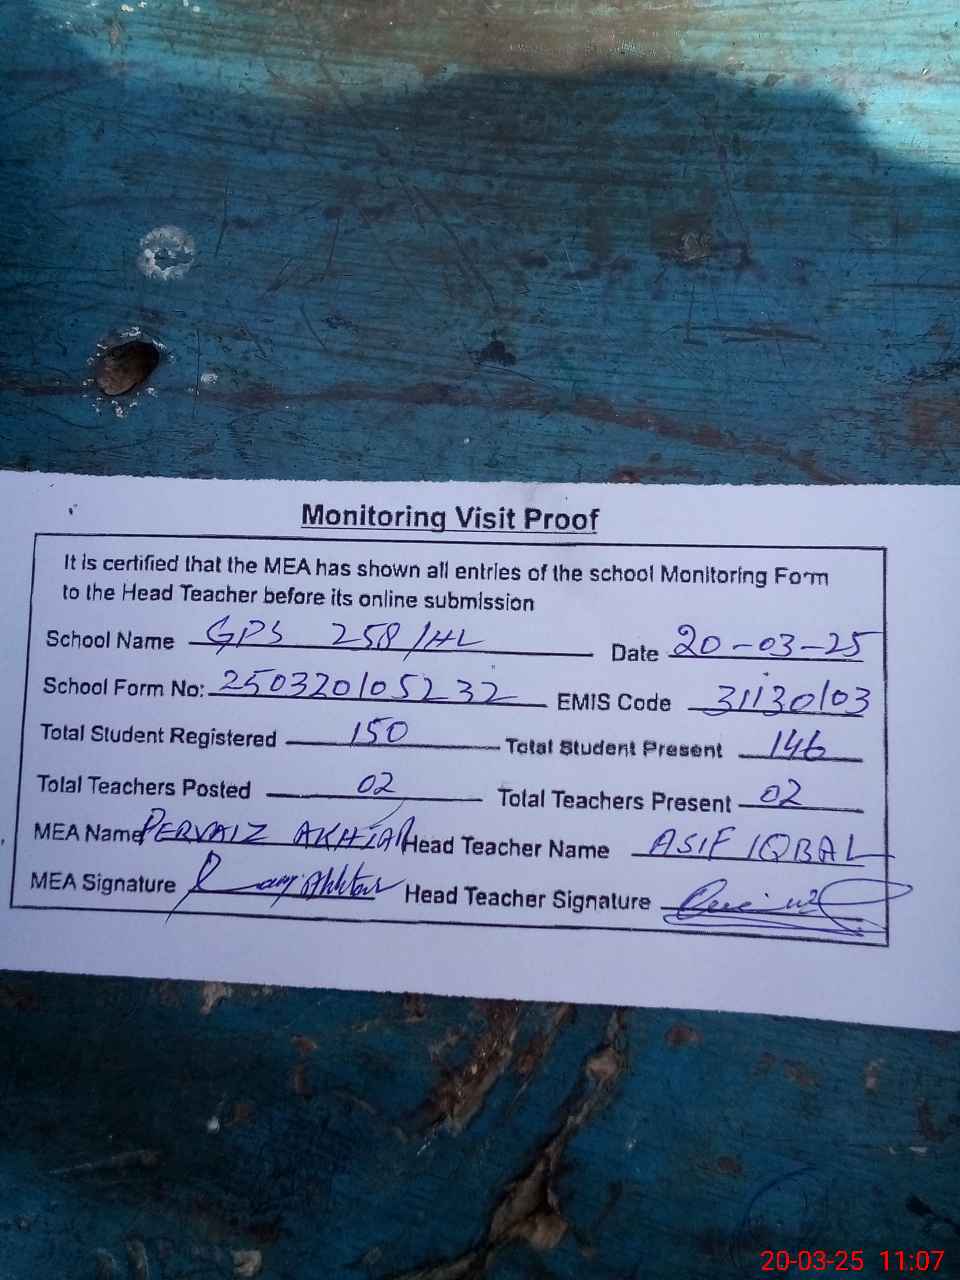 Monitoring Visit Proof
It is certified that the MEA has shown all entries of the school Monitoring Form
to the Head Teacher before its online submission
School Name GPS 258/HL Date 20-03-25
School Form No: 250320105232 EMIS Code 31130103
Total Student Registered 150 Total Student Present 146
Total Teachers Posted 02 Total Teachers Present 02
MEA Name PERVAIZ AKHTAR Head Teacher Name ASIF IQBAL
MEA Signature Head Teacher Signature
20-03-25 11:07